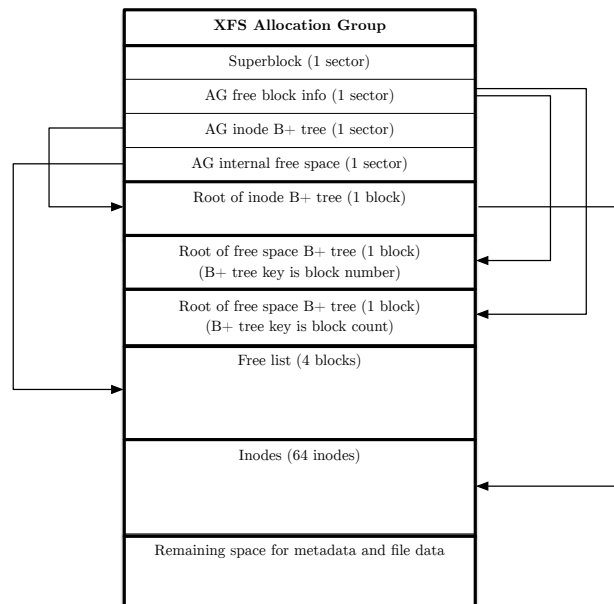 XFS Allocation Group
Superblock (1 sector)
AG free block info (1 sector)
AG inode B+ tree (1 sector)
AG internal free space (1 sector)
Root of inode B+ tree (1 block)
Root of free space B+ tree (1 block)
(B+ tree key is block number)
Root of free space B+ tree (1 block)
(B+ tree key is block count)
Free list (4 blocks)
Inodes (64 inodes)
Remaining space for metadata and file data